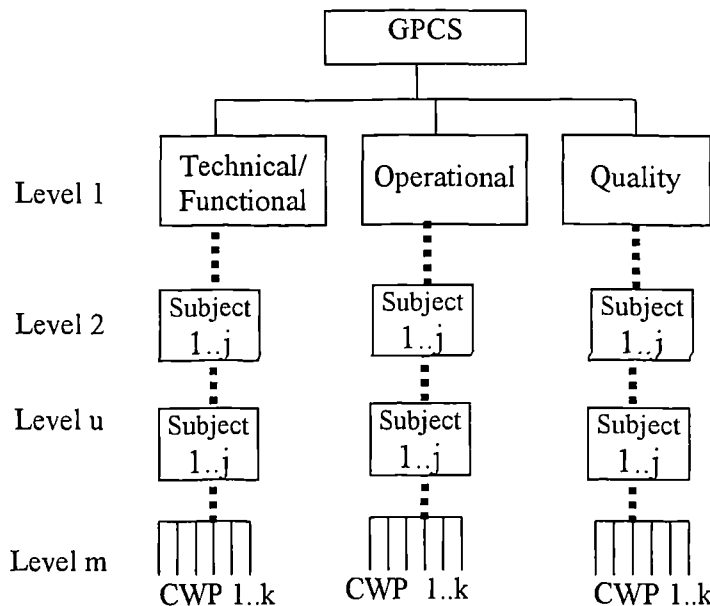 GPCS
Technical/
Functional
Operational
Quality
Level 1
Subject
1..j
Subject
1..j
Subject
1..j
Level 2
Subject
1..j
Subject
1..j
Subject
1..j
Level u
Level m
CWP 1..k
CWP 1..k
CWP 1..k